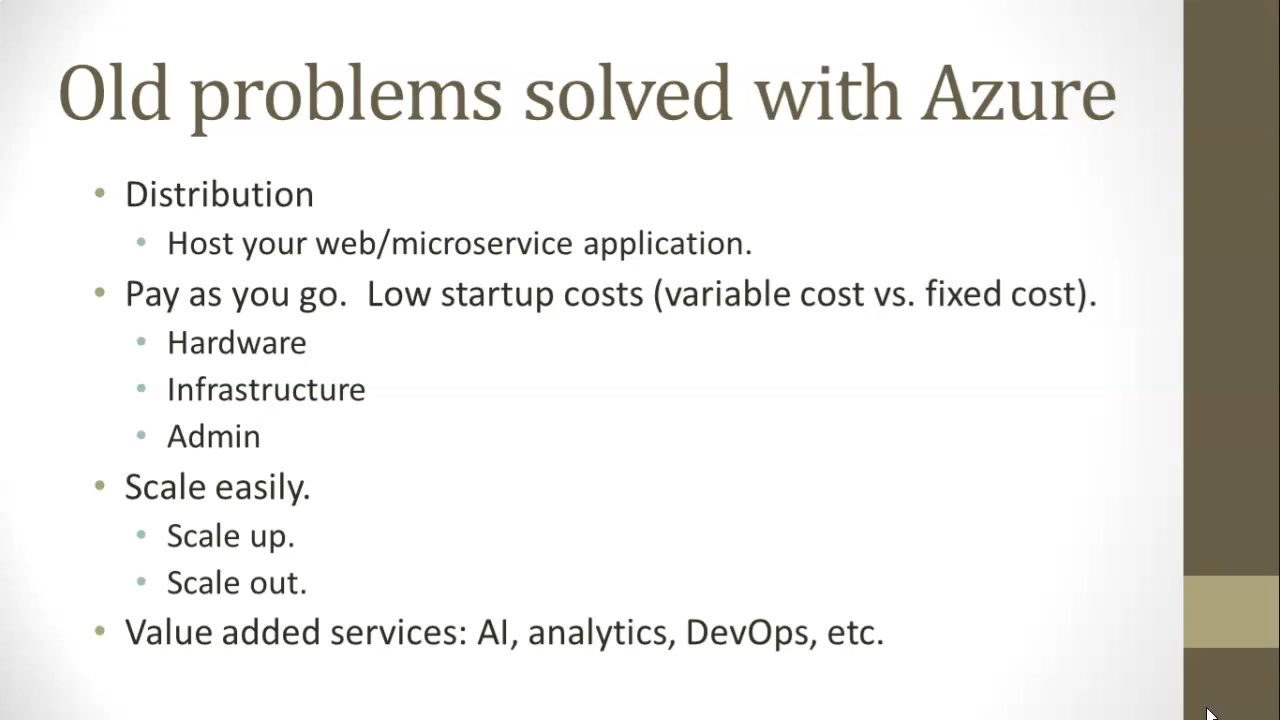 Old problems solved with Azure
• Distribution
• Host your web/microservice application.
• Pay as you go.  Low startup costs (variable cost vs. fixed cost).
• Hardware
• Infrastructure
• Admin
• Scale easily.
• Scale up.
• Scale out.
• Value added services: AI, analytics, DevOps, etc.